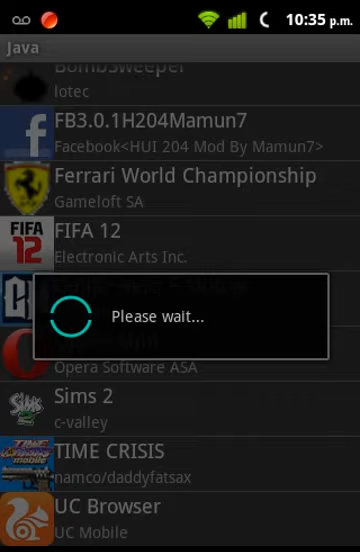 10:35 p.m.
Java
BombSweeper
lotec
FB3.0.1H204Mamun7
Facebook<HUI 204 Mod By Mamun7>
Ferrari World Championship
Gameloft SA
FIFA 12
Electronic Arts Inc.
Please wait...
Opera Software ASA
Sims 2
c-valley
TIME CRISIS
namco/daddyfatsax
UC Browser
UC Mobile